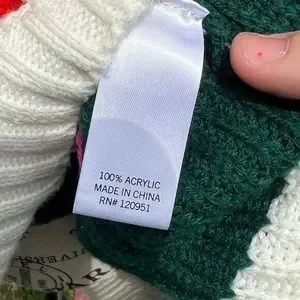 100% ACRYLIC
MADE IN CHINA
RN# 120951